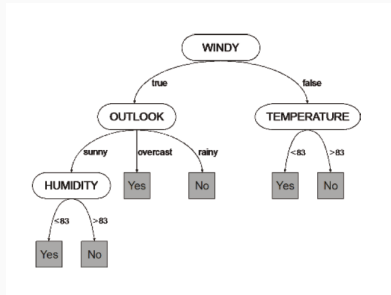 WINDY
true false
OUTLOOK TEMPERATURE
sunny overcast rainy <83 >83
HUMIDITY Yes No Yes No
<83 >83
Yes No